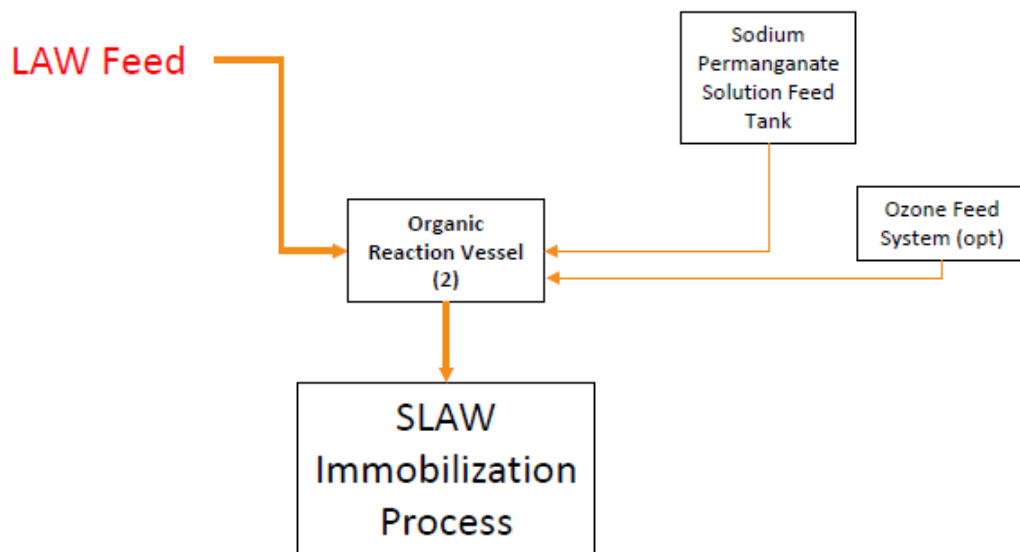 LAW Feed
Sodium
Permanganate
Solution Feed
Tank
Organic
Reaction Vessel
(2)
Ozone Feed
System (opt)
SLAW
Immobilization
Process